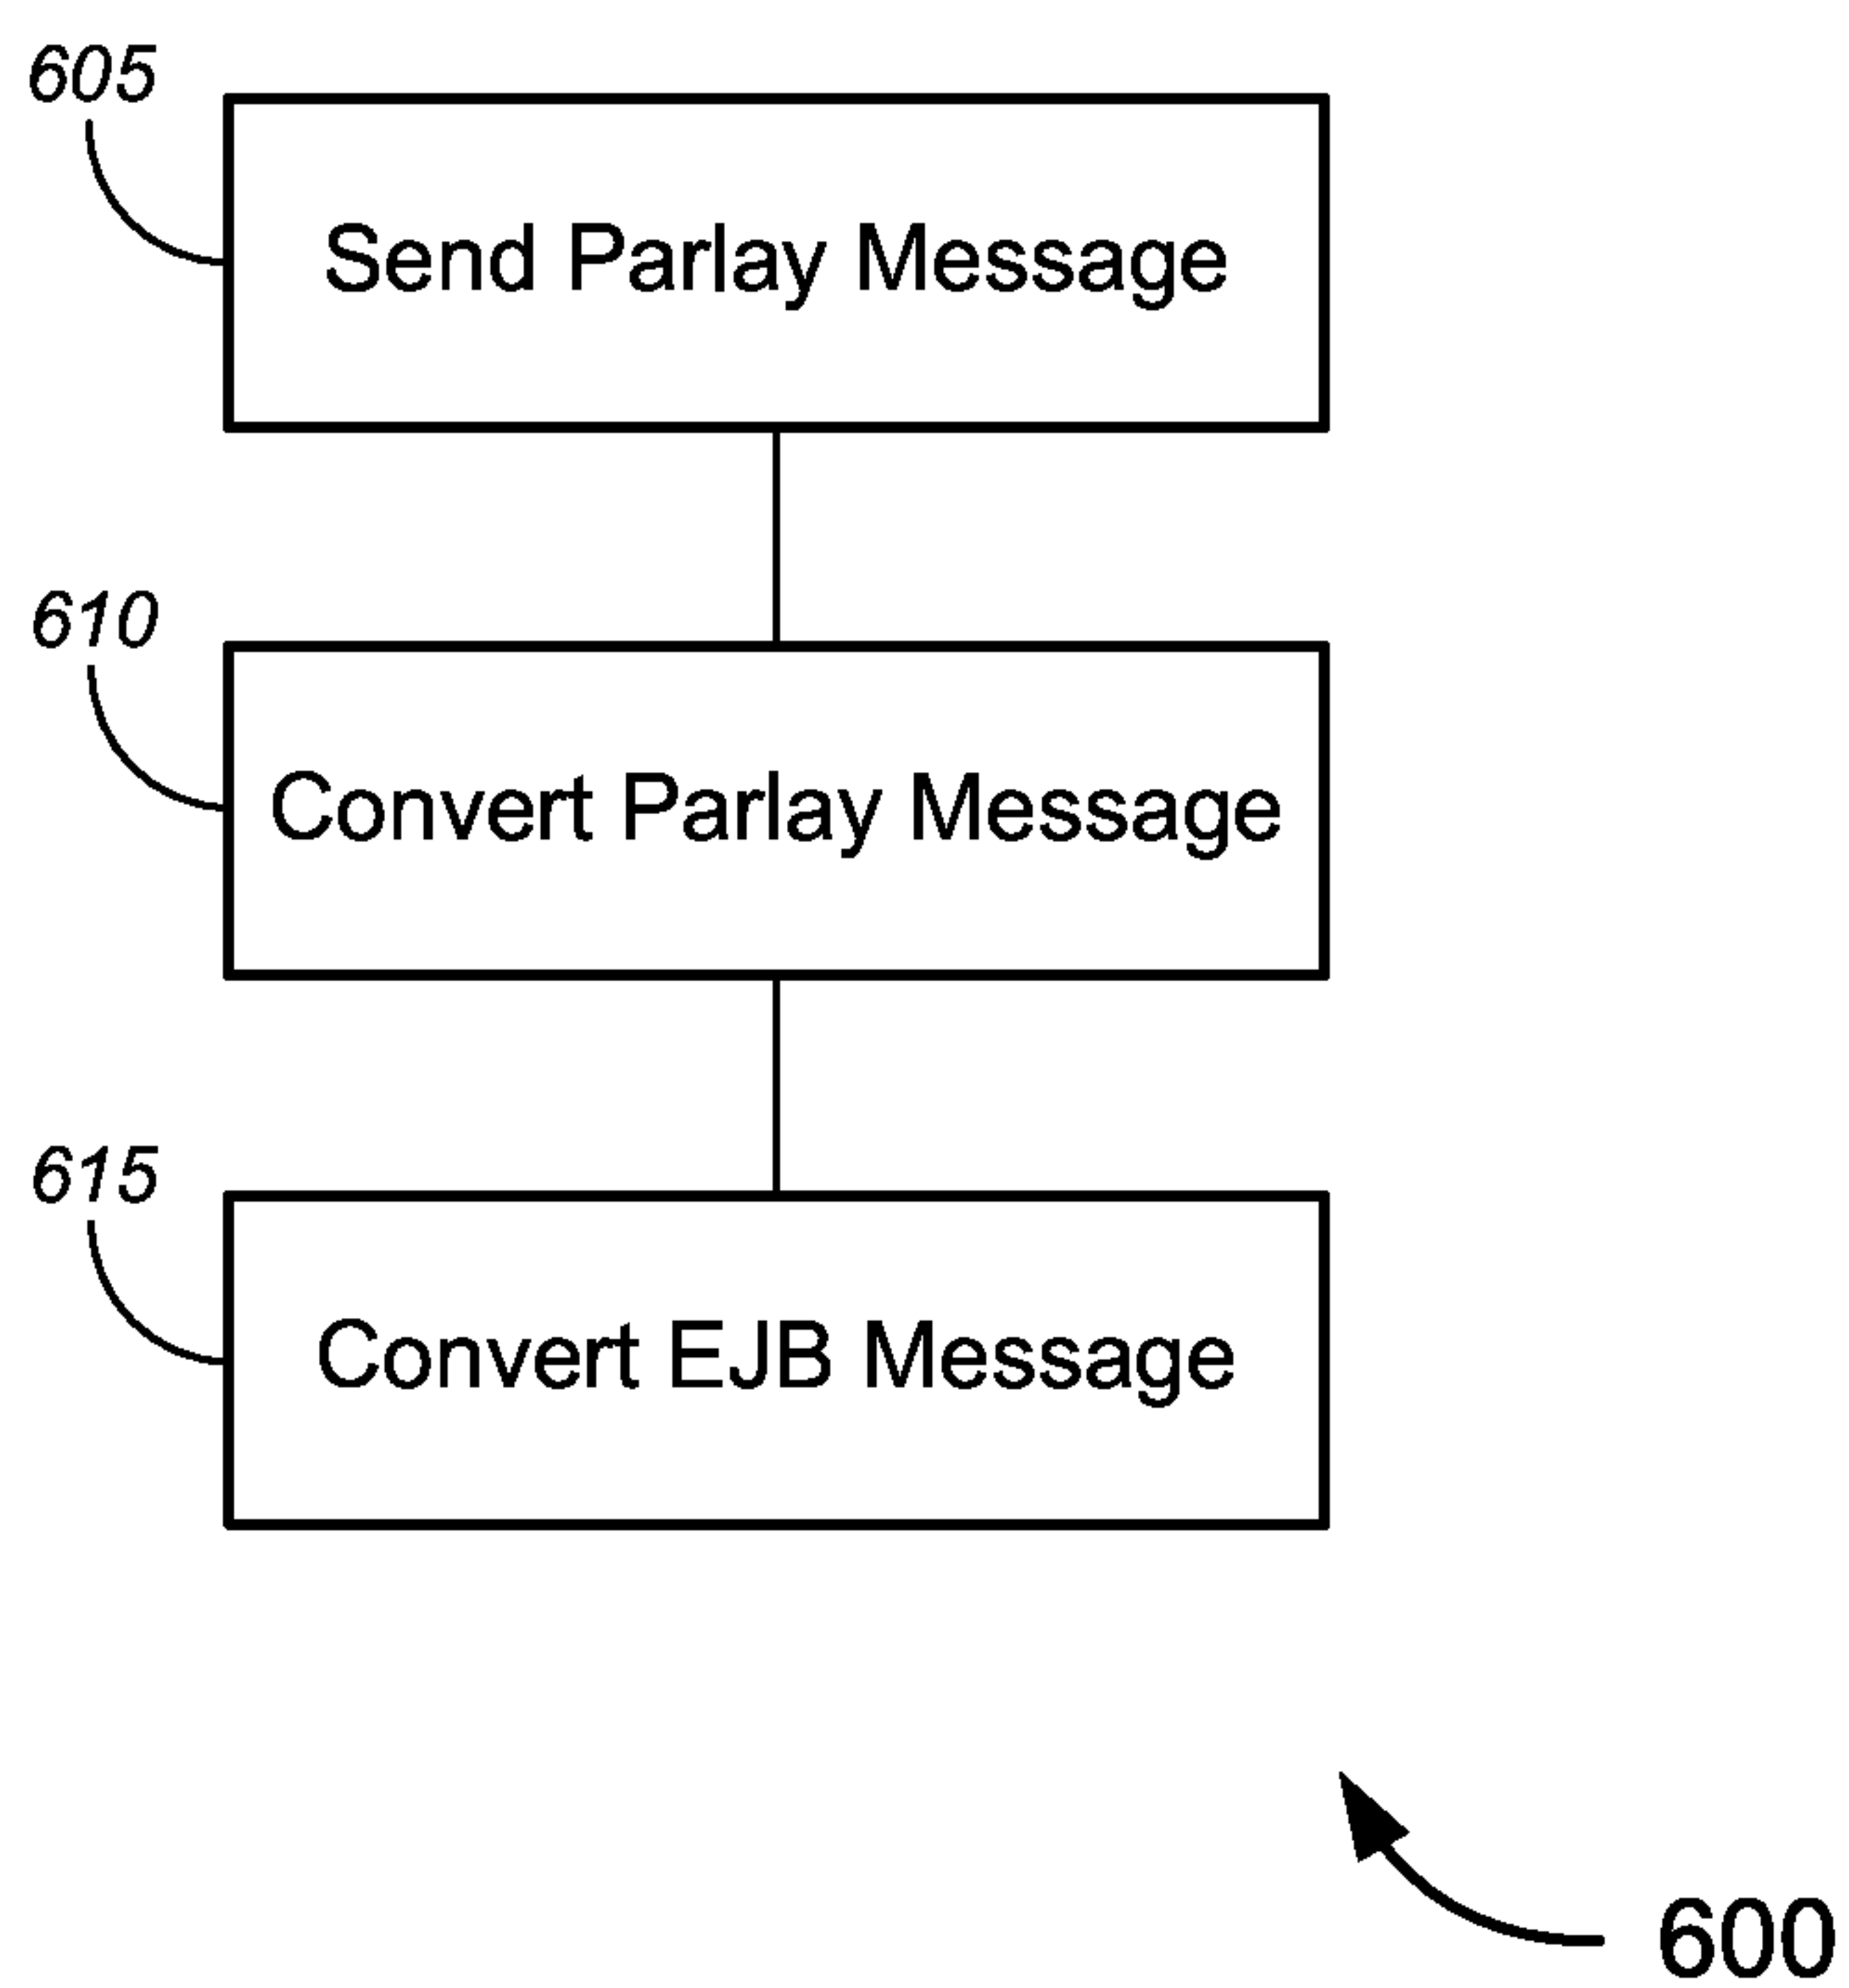 605
Send Parlay Message
610
Convert Parlay Message
615
Convert EJB Message
600